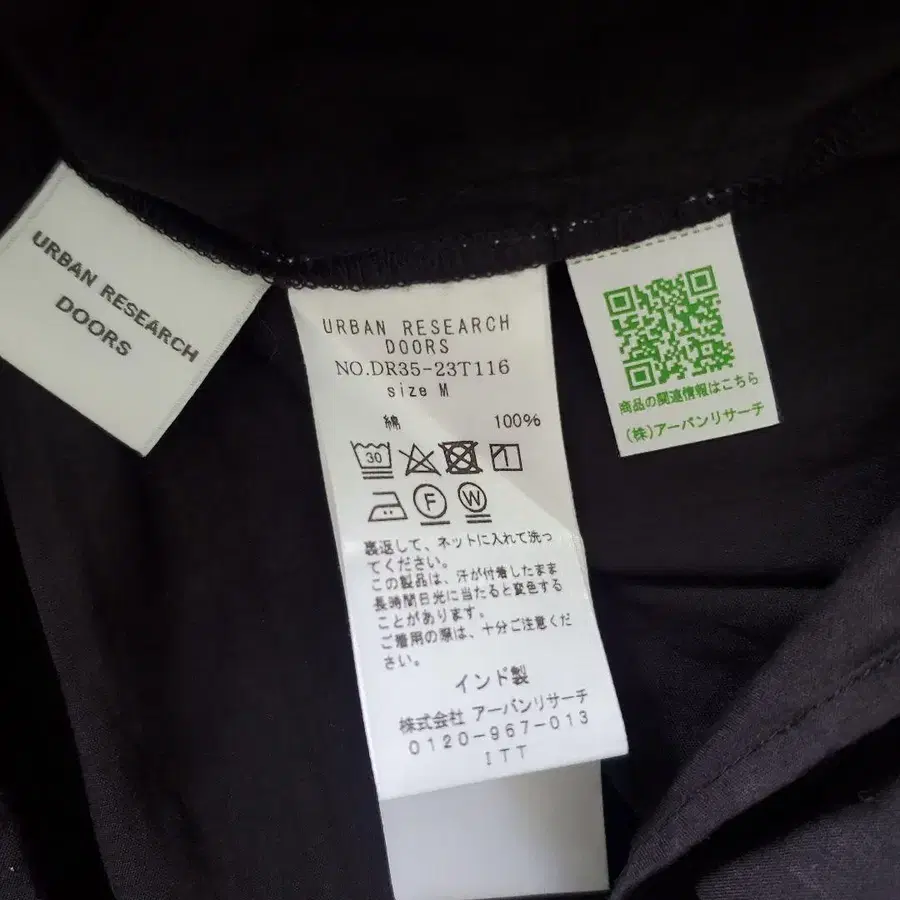 URBAN RESEARCH
DOORS
URBAN RESEARCH
DOORS
NO.DR35-23T116
size M
綿 100%
30
F W
裏返して、ネットに入れて洗っ
てください。
この製品は、汗が付着したまま
長時間日光に当たると変色する
ことがあります。
ご着用の際は、十分ご注意くだ
さい。
インド製
株式会社 アーバンリサーチ
0120-967-013
ITT
商品の関連情報はこちら
(株)アーバンリサーチ